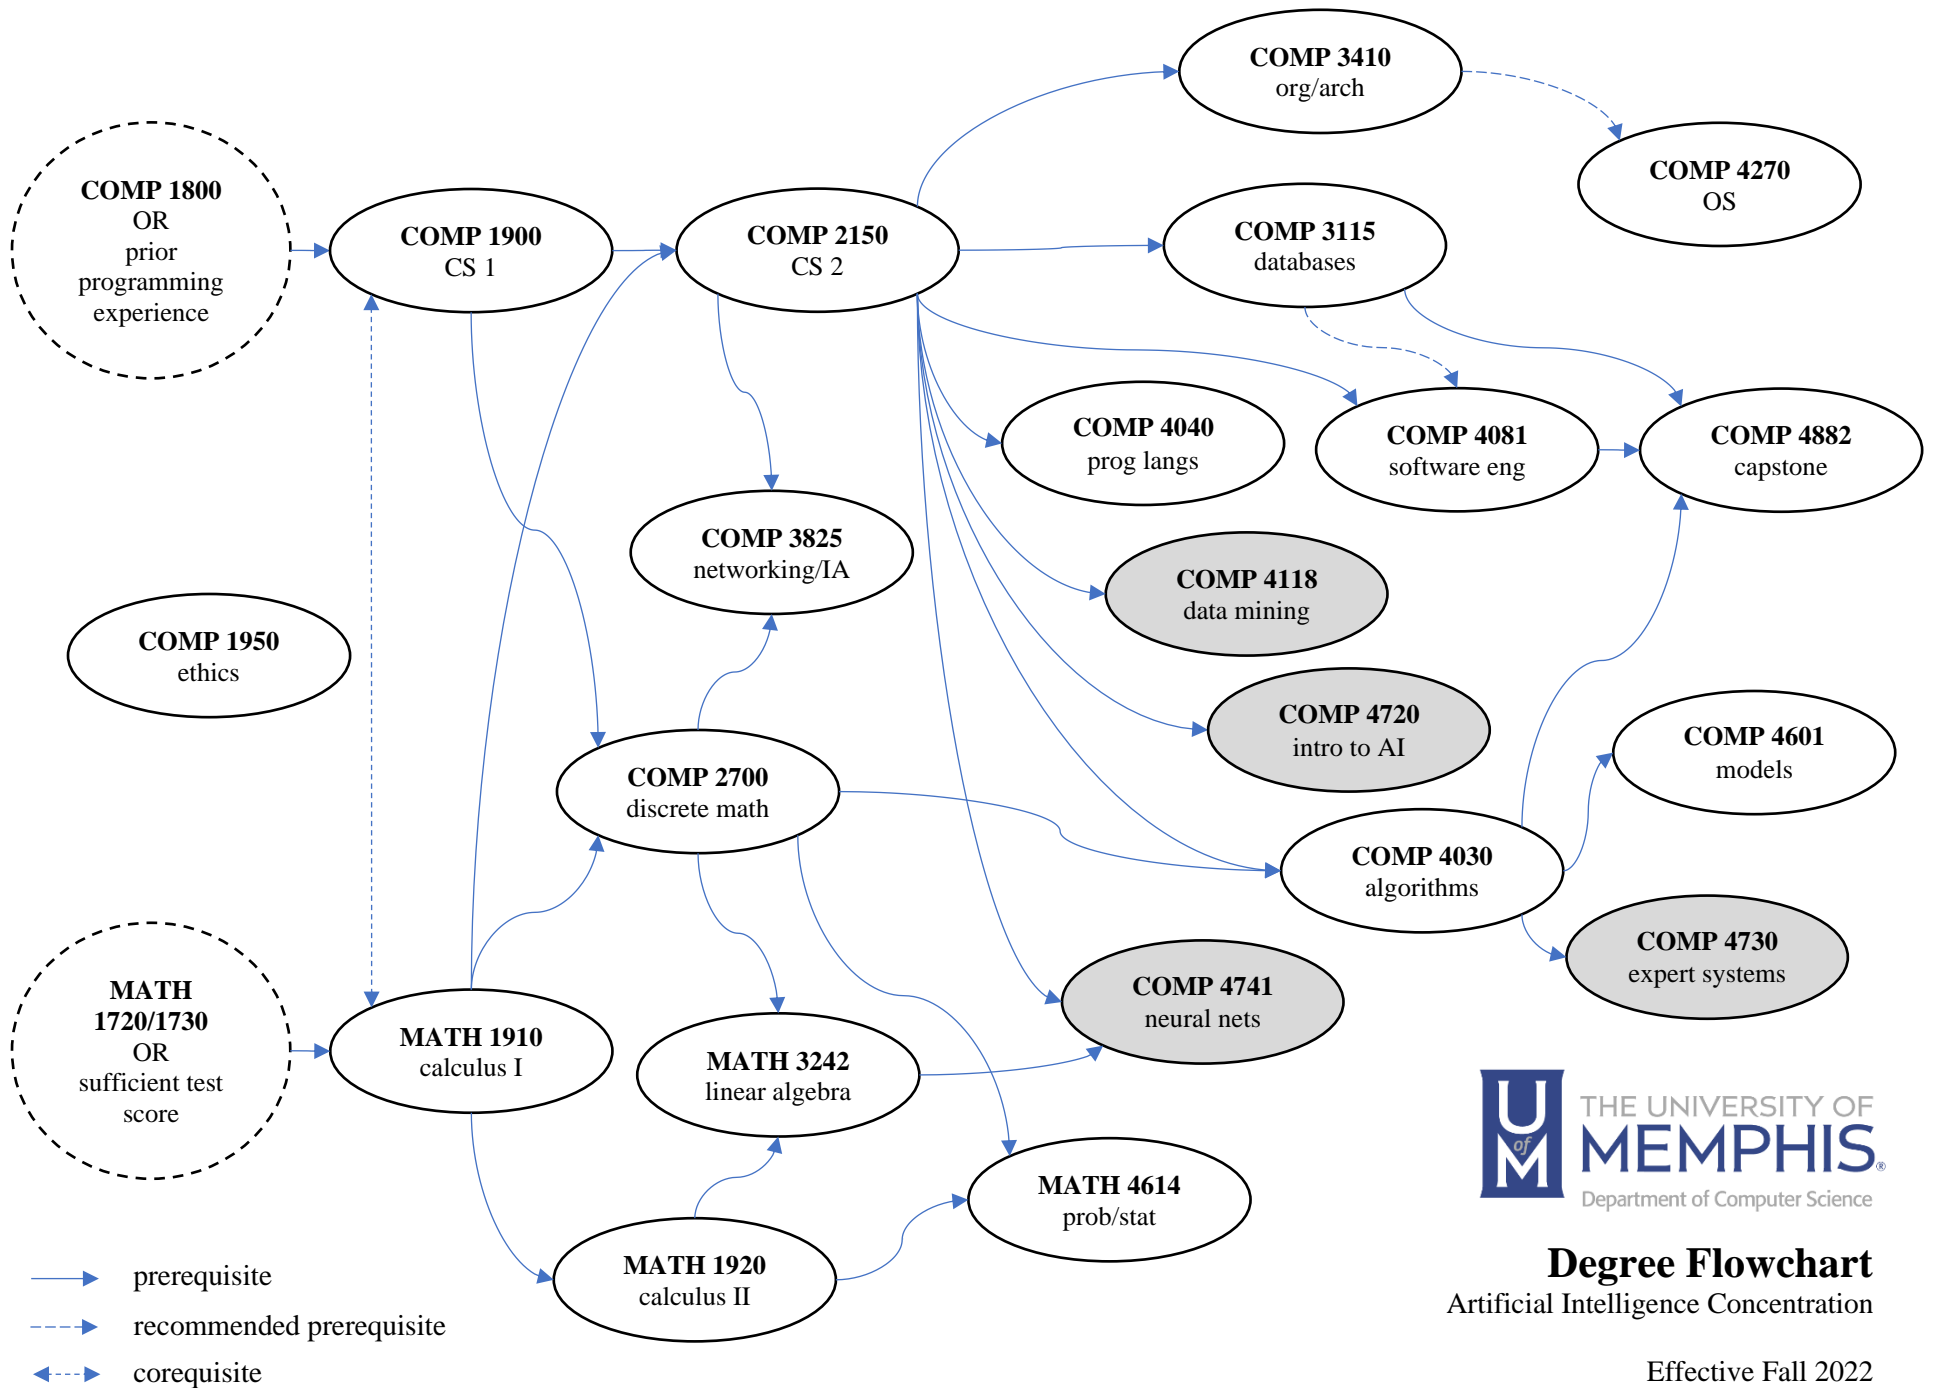 COMP 3410
org/arch
COMP 4270
OS
COMP 1800
OR
prior
programming
experience
COMP 1900
CS 1
COMP 2150
CS 2
COMP 3115
databases
COMP 4040
prog langs
COMP 4081
software eng
COMP 4882
capstone
COMP 3825
networking/IA
COMP 4118
data mining
COMP 1950
ethics
COMP 4720
intro to AI
COMP 4601
models
COMP 2700
discrete math
COMP 4030
algorithms
COMP 4730
expert systems
COMP 4741
neural nets
MATH
1720/1730
OR
sufficient test
score
MATH 1910
calculus I
MATH 3242
linear algebra
MATH 4614
prob/stat
MATH 1920
calculus II
prerequisite
recommended prerequisite
corequisite
U
of
M
THE UNIVERSITY OF
MEMPHIS®
Department of Computer Science
Degree Flowchart
Artificial Intelligence Concentration
Effective Fall 2022